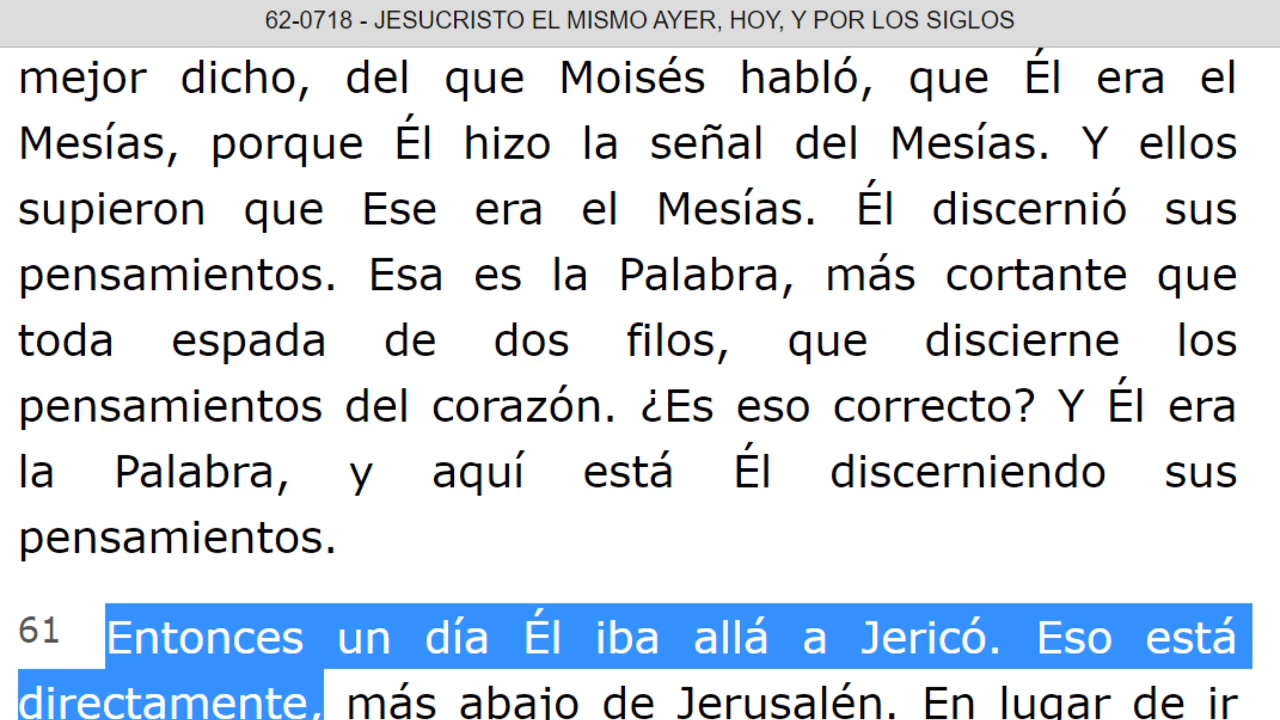 62-0718 - JESUCRISTO EL MISMO AYER, HOY, Y POR LOS SIGLOS
mejor dicho, del que Moisés habló, que Él era el
Mesías, porque Él hizo la señal del Mesías. Y ellos
supieron que Ese era el Mesías. Él discernió sus
pensamientos. Esa es la Palabra, más cortante que
toda espada de dos filos, que discierne los
pensamientos del corazón. ¿Es eso correcto? Y Él era
la Palabra, y aquí está Él discerniendo sus
pensamientos.
61 Entonces un día Él iba allá a Jericó. Eso está
directamente, más abajo de Jerusalén. En lugar de ir